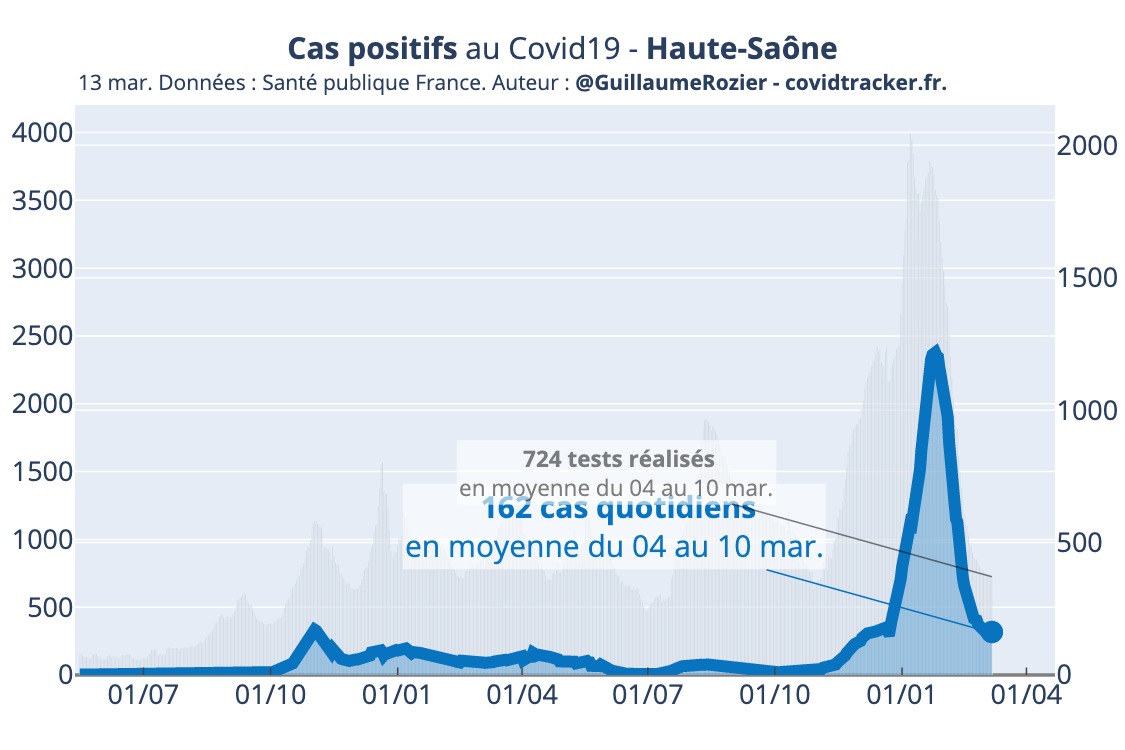 Cas positifs au Covid19 - Haute-Saône
13 mar. Données : Santé publique France. Auteur : @GuillaumeRozier - covidtracker.fr.
4000
3500
3000
2500
2000
1500
1000
500
0
2000
1500
1000
500
0
724 tests réalisés
en moyenne du 04 au 10 mar.
162 cas quotidiens
en moyenne du 04 au 10 mar.
01/07 01/10 01/01 01/04 01/07 01/10 01/01 01/04